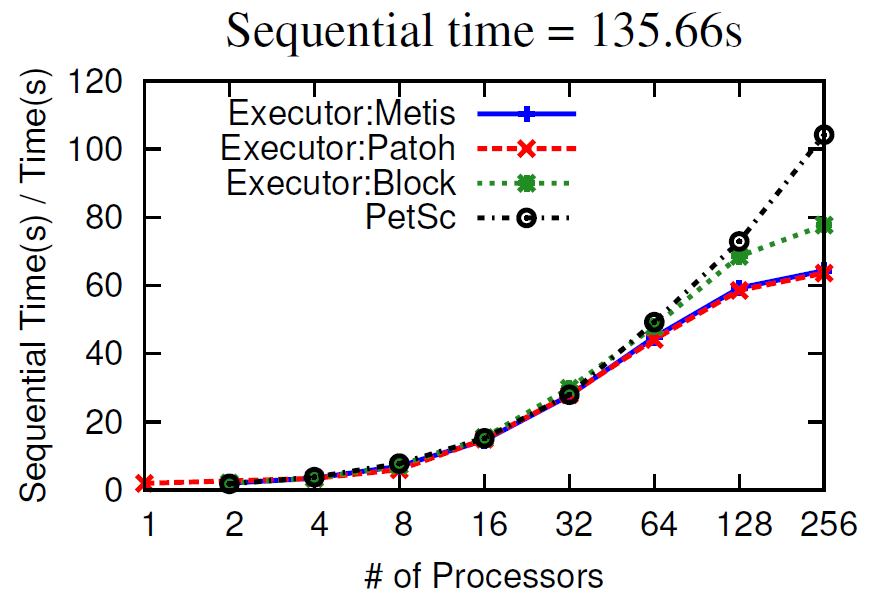 Sequential time = 135.66s
Sequential Time(s) / Time(s)
120
100
80
60
40
20
0
Executor:Metis
Executor:Patoh
Executor:Block
PetSc
1 2 4 8 16 32 64 128 256
# of Processors